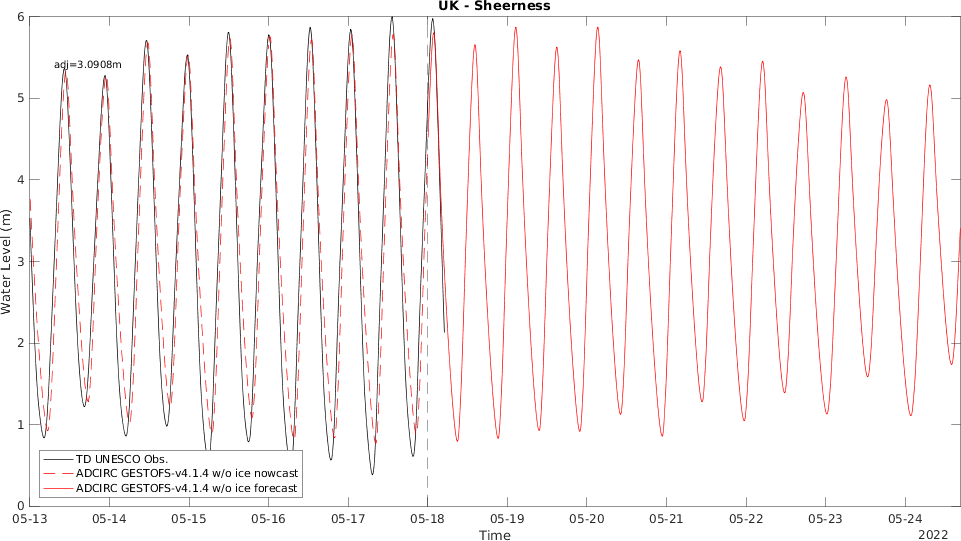 UK - Sheerness
adj=3.0908m
Water Level (m)
6
5
4
3
2
1
0
TD UNESCO Obs.
ADCIRC GESTOFS-v4.1.4 w/o ice nowcast
ADCIRC GESTOFS-v4.1.4 w/o ice forecast
05-13 05-14 05-15 05-16 05-17 05-18 05-19 05-20 05-21 05-22 05-23 05-24
Time
2022